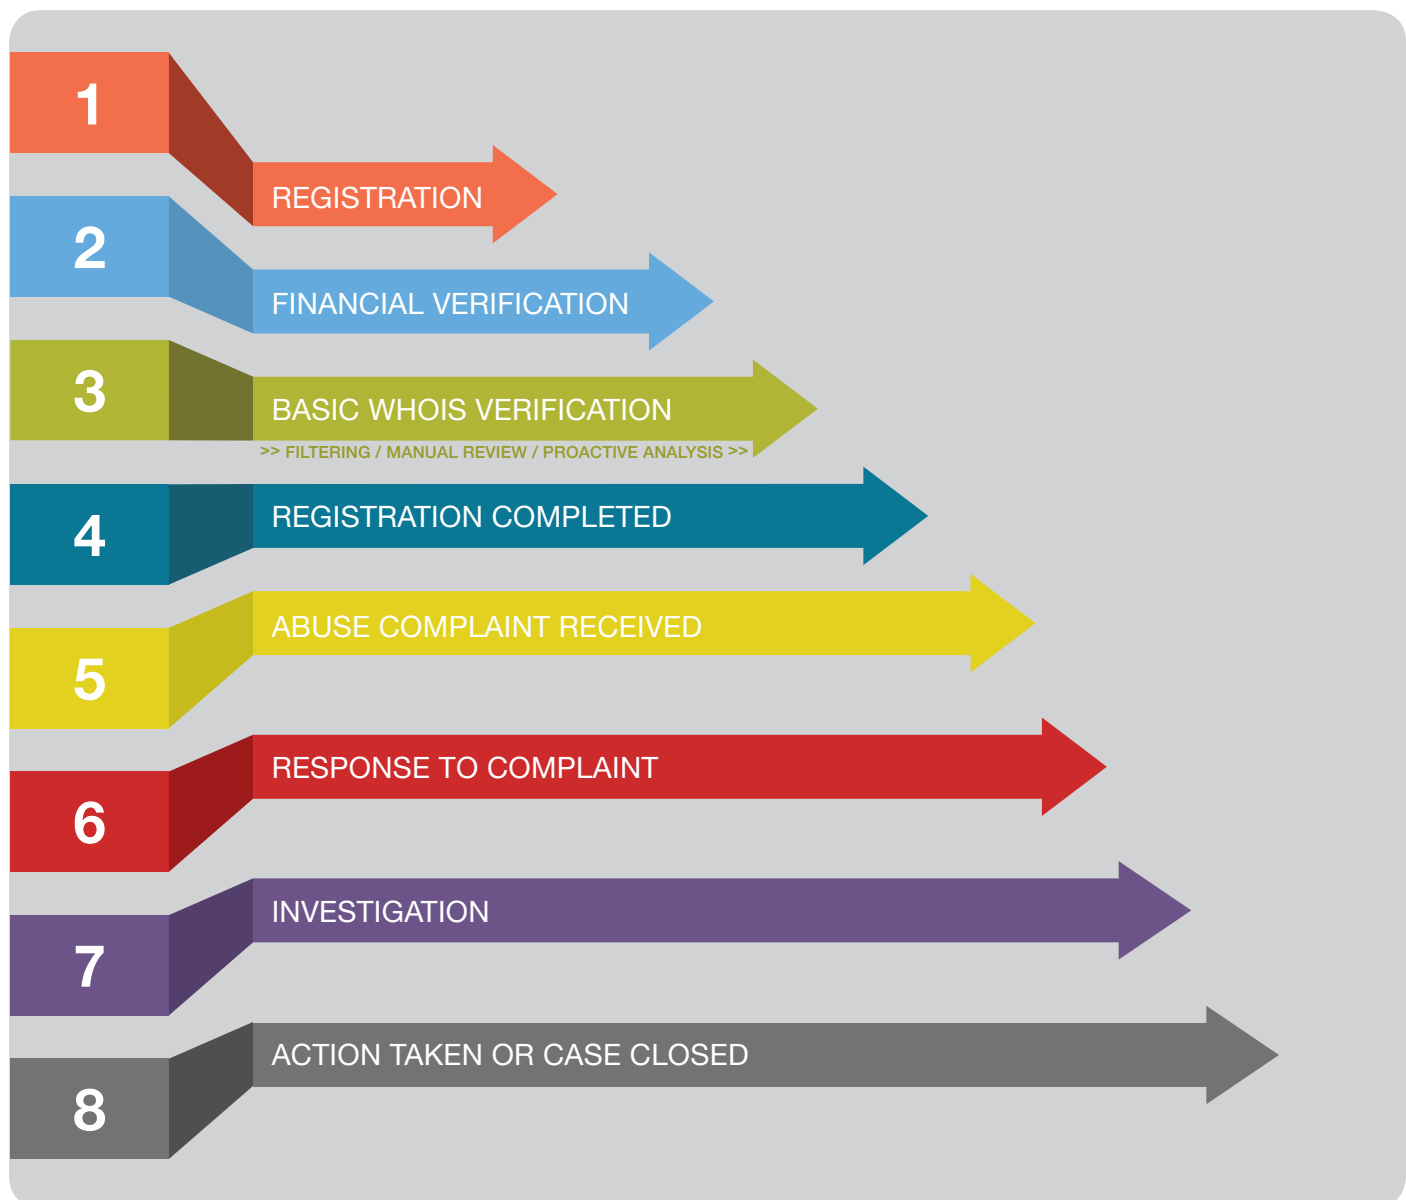 1
REGISTRATION
2
FINANCIAL VERIFICATION
3
BASIC WHOIS VERIFICATION
>> FILTERING / MANUAL REVIEW / PROACTIVE ANALYSIS >>
4
REGISTRATION COMPLETED
5
ABUSE COMPLAINT RECEIVED
6
RESPONSE TO COMPLAINT
7
INVESTIGATION
8
ACTION TAKEN OR CASE CLOSED